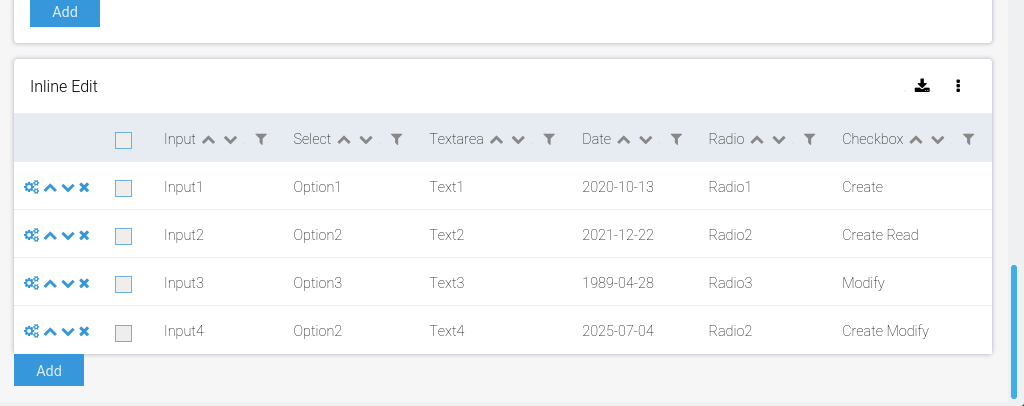 Add
Inline Edit
Input Select Textarea Date Radio Checkbox
Input1 Option1 Text1 2020-10-13 Radio1 Create
Input2 Option2 Text2 2021-12-22 Radio2 Create Read
Input3 Option3 Text3 1989-04-28 Radio3 Modify
Input4 Option2 Text4 2025-07-04 Radio2 Create Modify
Add